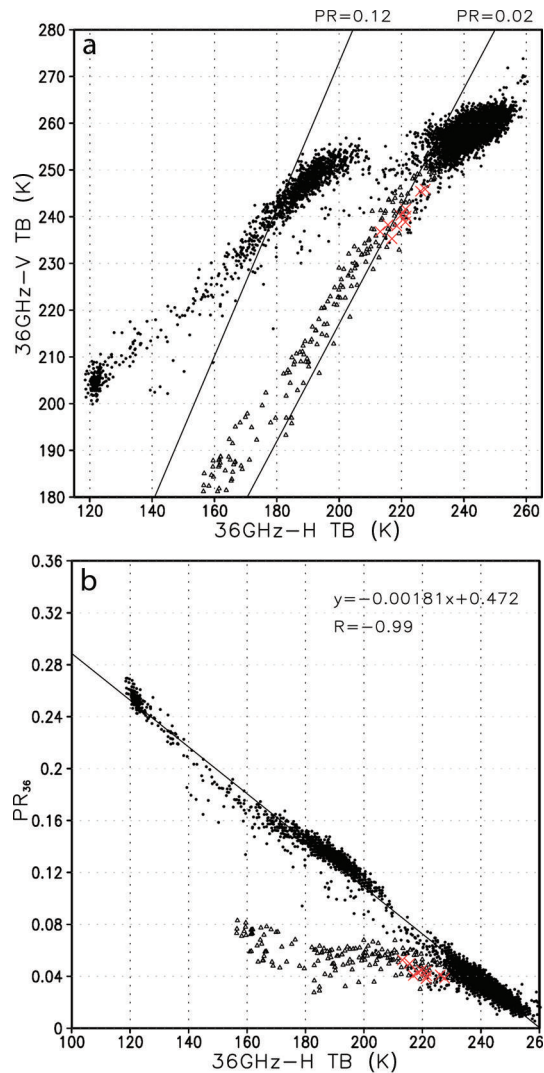 PR=0.12 PR=0.02
a
280
270
260
250
240
230
220
210
200
190
180
36GHz-V TB (K)
120 140 160 180 200 220 240 260
36GHz-H TB (K)
b
y=-0.00181x+0.472
R=-0.99
0.36
0.32
0.28
0.24
0.2
0.16
0.12
0.08
0.04
0
PR36
100 120 140 160 180 200 220 240 260
36GHz-H TB (K)